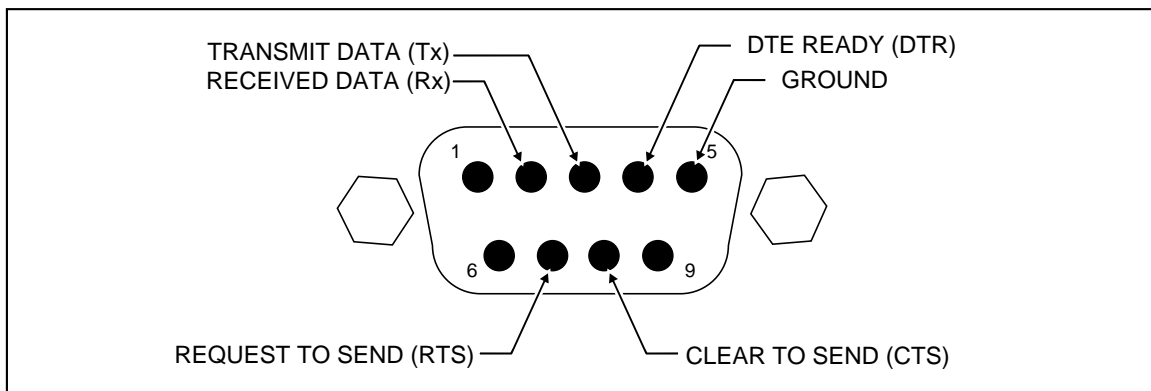 TRANSMIT DATA (Tx)
DTE READY (DTR)
RECEIVED DATA (Rx)
GROUND
1
5
6
9
REQUEST TO SEND (RTS)
CLEAR TO SEND (CTS)